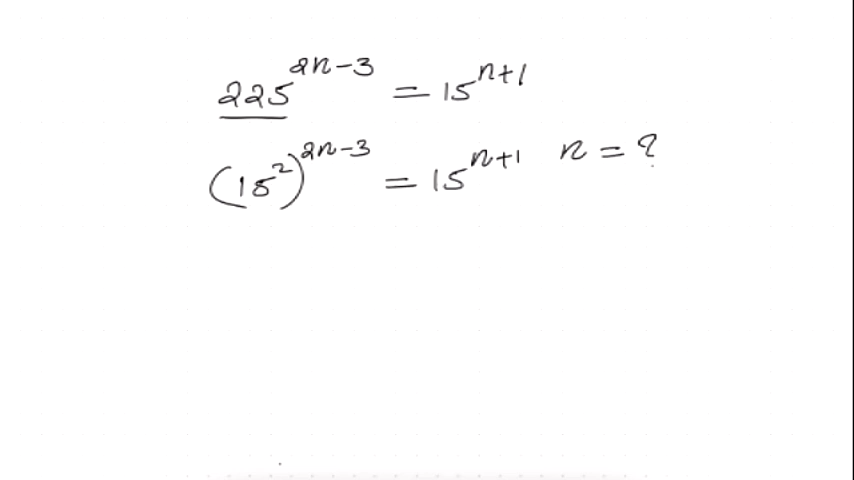 225^{2n-3} = 15^{n+1}
(15^2)^{2n-3} = 15^{n+1} n = ?